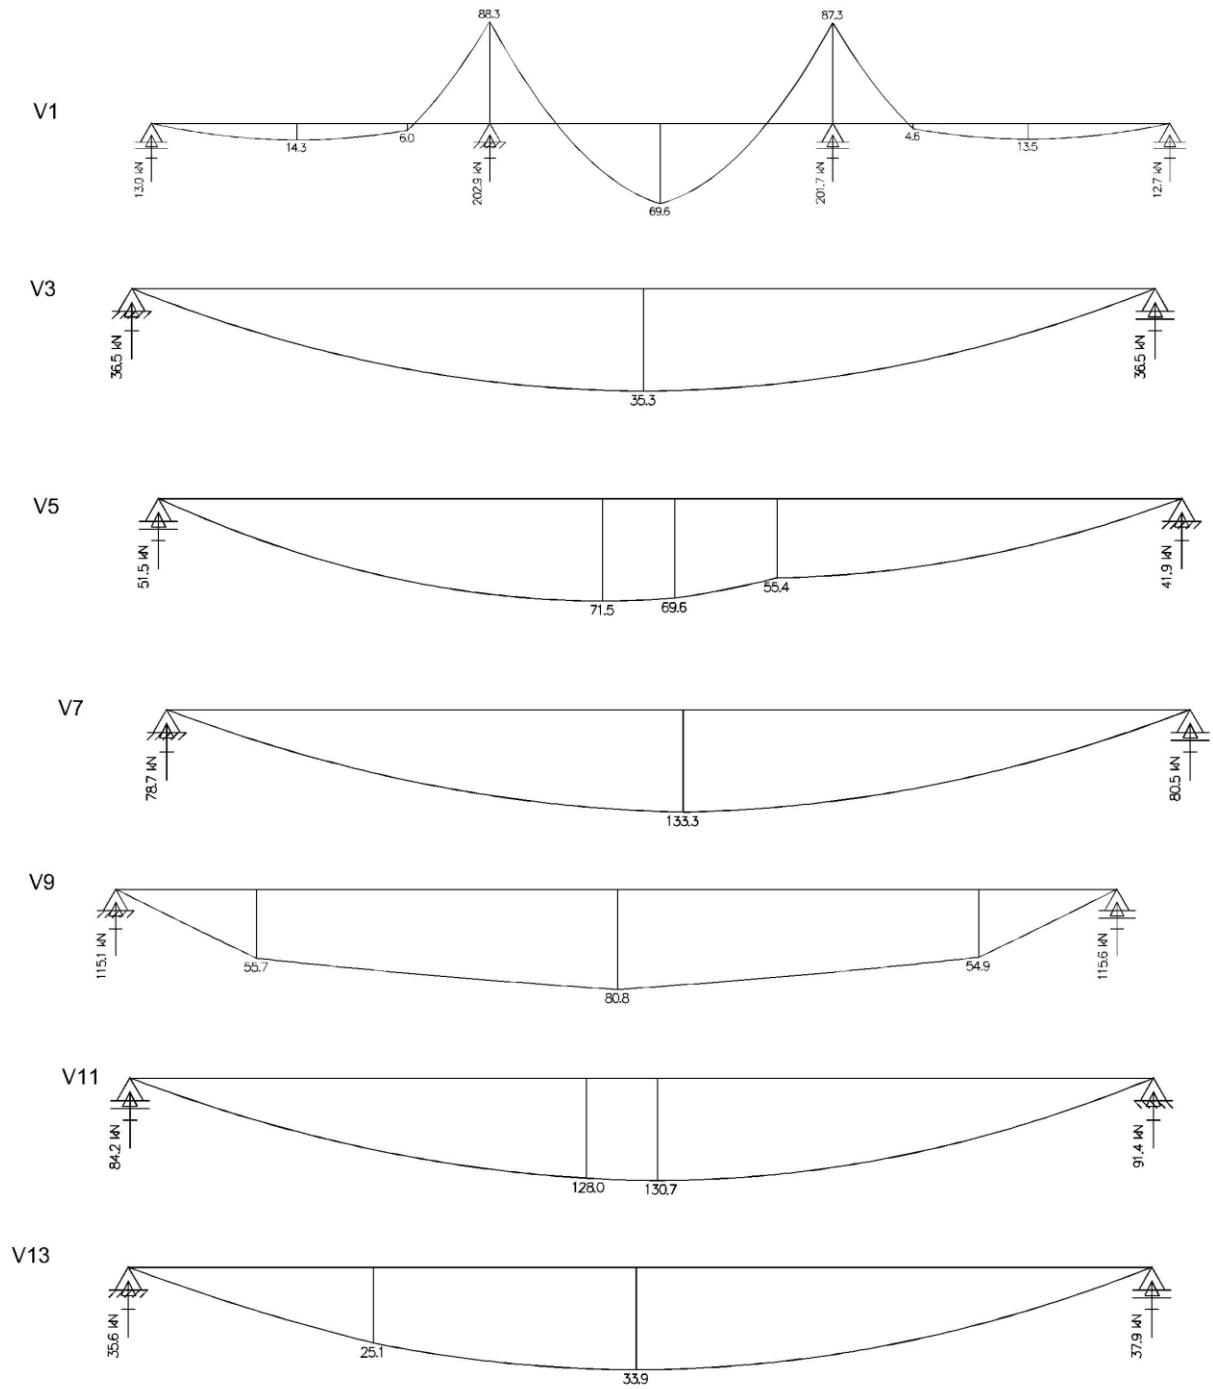 88.3 87.3
V1
14.3 6.0 4.6 13.5
13.0 kN 202.9 kN 201.7 kN 12.7 kN
69.6
V3
36.5 kN 36.5 kN
35.3
V5
51.5 kN 41.9 kN
71.5 69.6 55.4
V7
78.7 kN 80.5 kN
133.3
V9
115.1 kN 115.6 kN
55.7 54.9
80.8
V11
84.2 kN 91.4 kN
128.0 130.7
V13
35.6 kN 37.9 kN
25.1
33.9